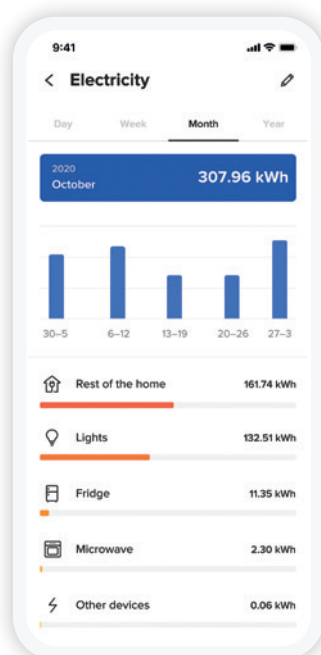 9:41
Electricity
Day Week Month Year
2020
October 307.96 kWh
30–5 6–12 13–19 20–26 27–3
Rest of the home 161.74 kWh
Lights 132.51 kWh
Fridge 11.35 kWh
Microwave 2.30 kWh
Other devices 0.06 kWh